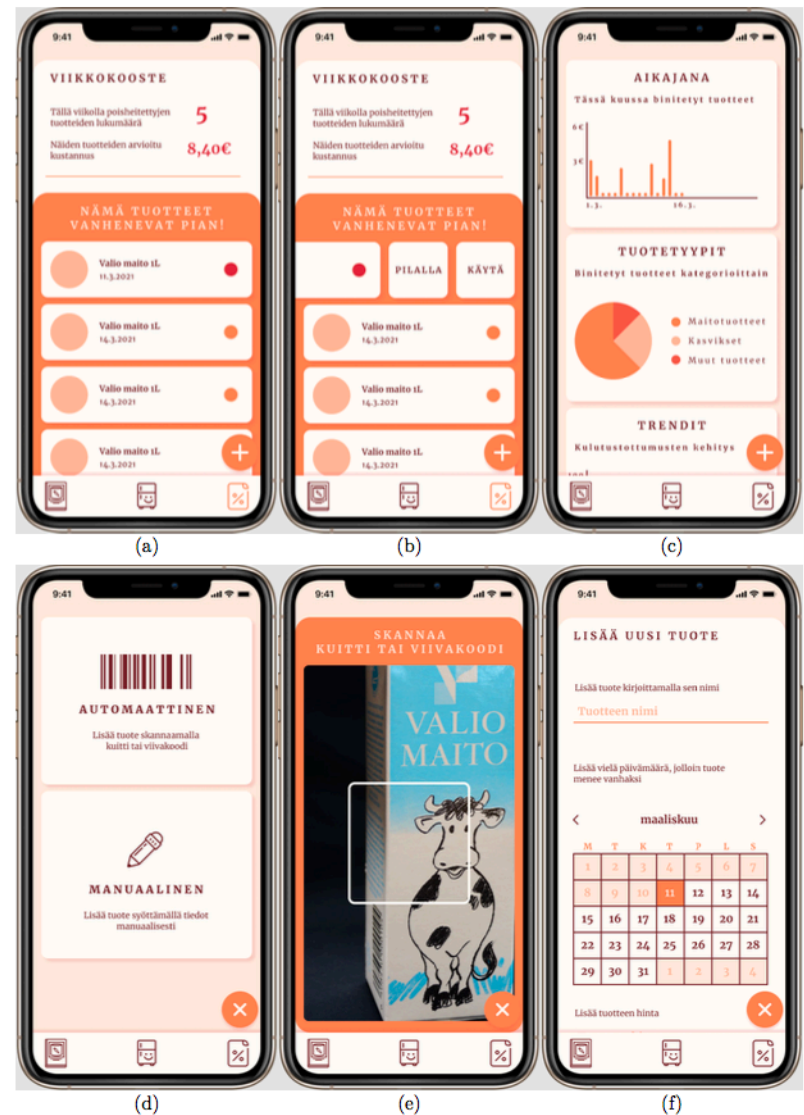 9:41
VIIKKOKOOSTE
Tällä viikolla poisheitettyjen
tuotteiden lukumäärä
5
Näiden tuotteiden arvioitu
kustannus
8,40€
NÄMÄ TUOTTEET
VANHENEVAT PIAN!
Valio maito 1L
11.3.2021
Valio maito 1L
14.3.2021
Valio maito 1L
14.3.2021
Valio maito 1L
14.3.2021
+
%
(a)
9:41
VIIKKOKOOSTE
Tällä viikolla poisheitettyjen
tuotteiden lukumäärä
5
Näiden tuotteiden arvioitu
kustannus
8,40€
NÄMÄ TUOTTEET
VANHENEVAT PIAN!
PILALLA
KÄYTÄ
Valio maito 1L
14.3.2021
Valio maito 1L
14.3.2021
Valio maito 1L
14.3.2021
+
%
(b)
9:41
AIKAJANA
Tässä kuussa binitetyt tuotteet
6€
3€
1.3.
16.3.
TUOTETYYPIT
Binitetyt tuotteet kategorioittain
Maitotuotteet
Kasvikset
Muut tuotteet
TRENDIT
Kulutustottumusten kehitys
+
%
(c)
9:41
AUTOMAATTINEN
Lisää tuote skannaamalla
kuitti tai viivakoodi
MANUAALINEN
Lisää tuote syöttämällä tiedot
manuaalisesti
×
%
(d)
9:41
SKANNAA
KUITTI TAI VIIVAKOODI
VALIO
MAITO
×
%
(e)
9:41
LISÄÄ UUSI TUOTE
Lisää tuote kirjoittamalla sen nimi
Tuotteen nimi
Lisää vielä päivämäärä, jolloin tuote
menee vanhaksi
< maaliskuu >
M T K T P L S
1 2 3 4 5 6 7
8 9 10 11 12 13 14
15 16 17 18 19 20 21
22 23 24 25 26 27 28
29 30 31 1 2 3 4
Lisää tuotteen hinta
×
%
(f)